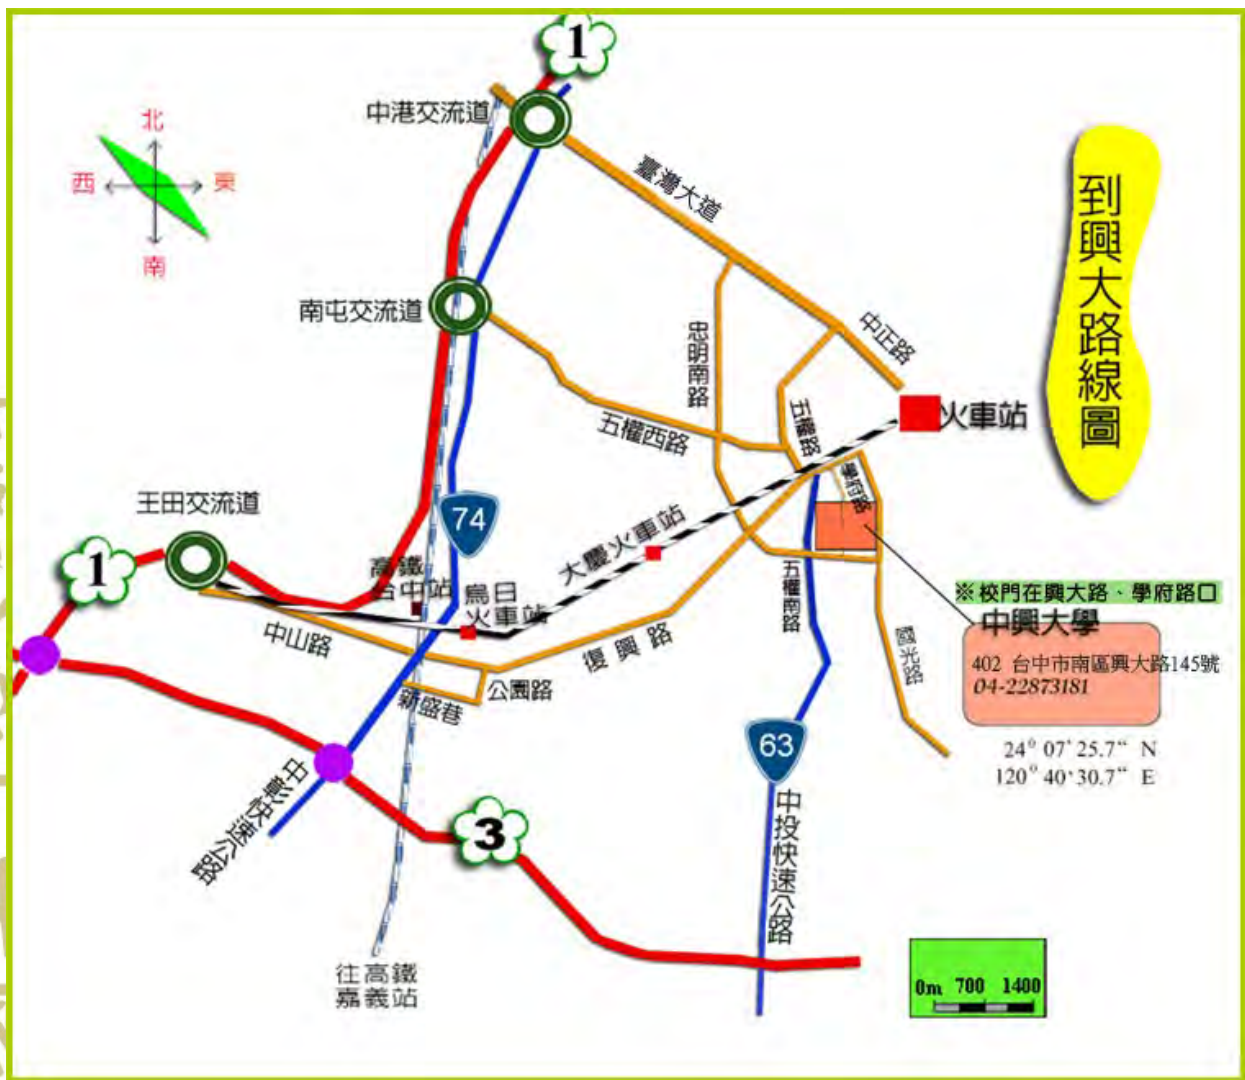 1
中港交流道
北
西 東
南
臺灣大道
到興大路線圖
南屯交流道
忠明南路
中正路
五權西路
五權路
火車站
學府路
王田交流道
74
大慶火車站
1
高鐵
台中站
烏日
火車站
五權南路
※校門在興大路、學府路口
中興大學
402 台中市南區興大路145號
04-22873181
24° 07' 25.7" N
120° 40' 30.7" E
中山路
復興路
公園路
新盛巷
63
中彰快速公路
3
中投快速公路
往高鐵
嘉義站
0m 700 1400